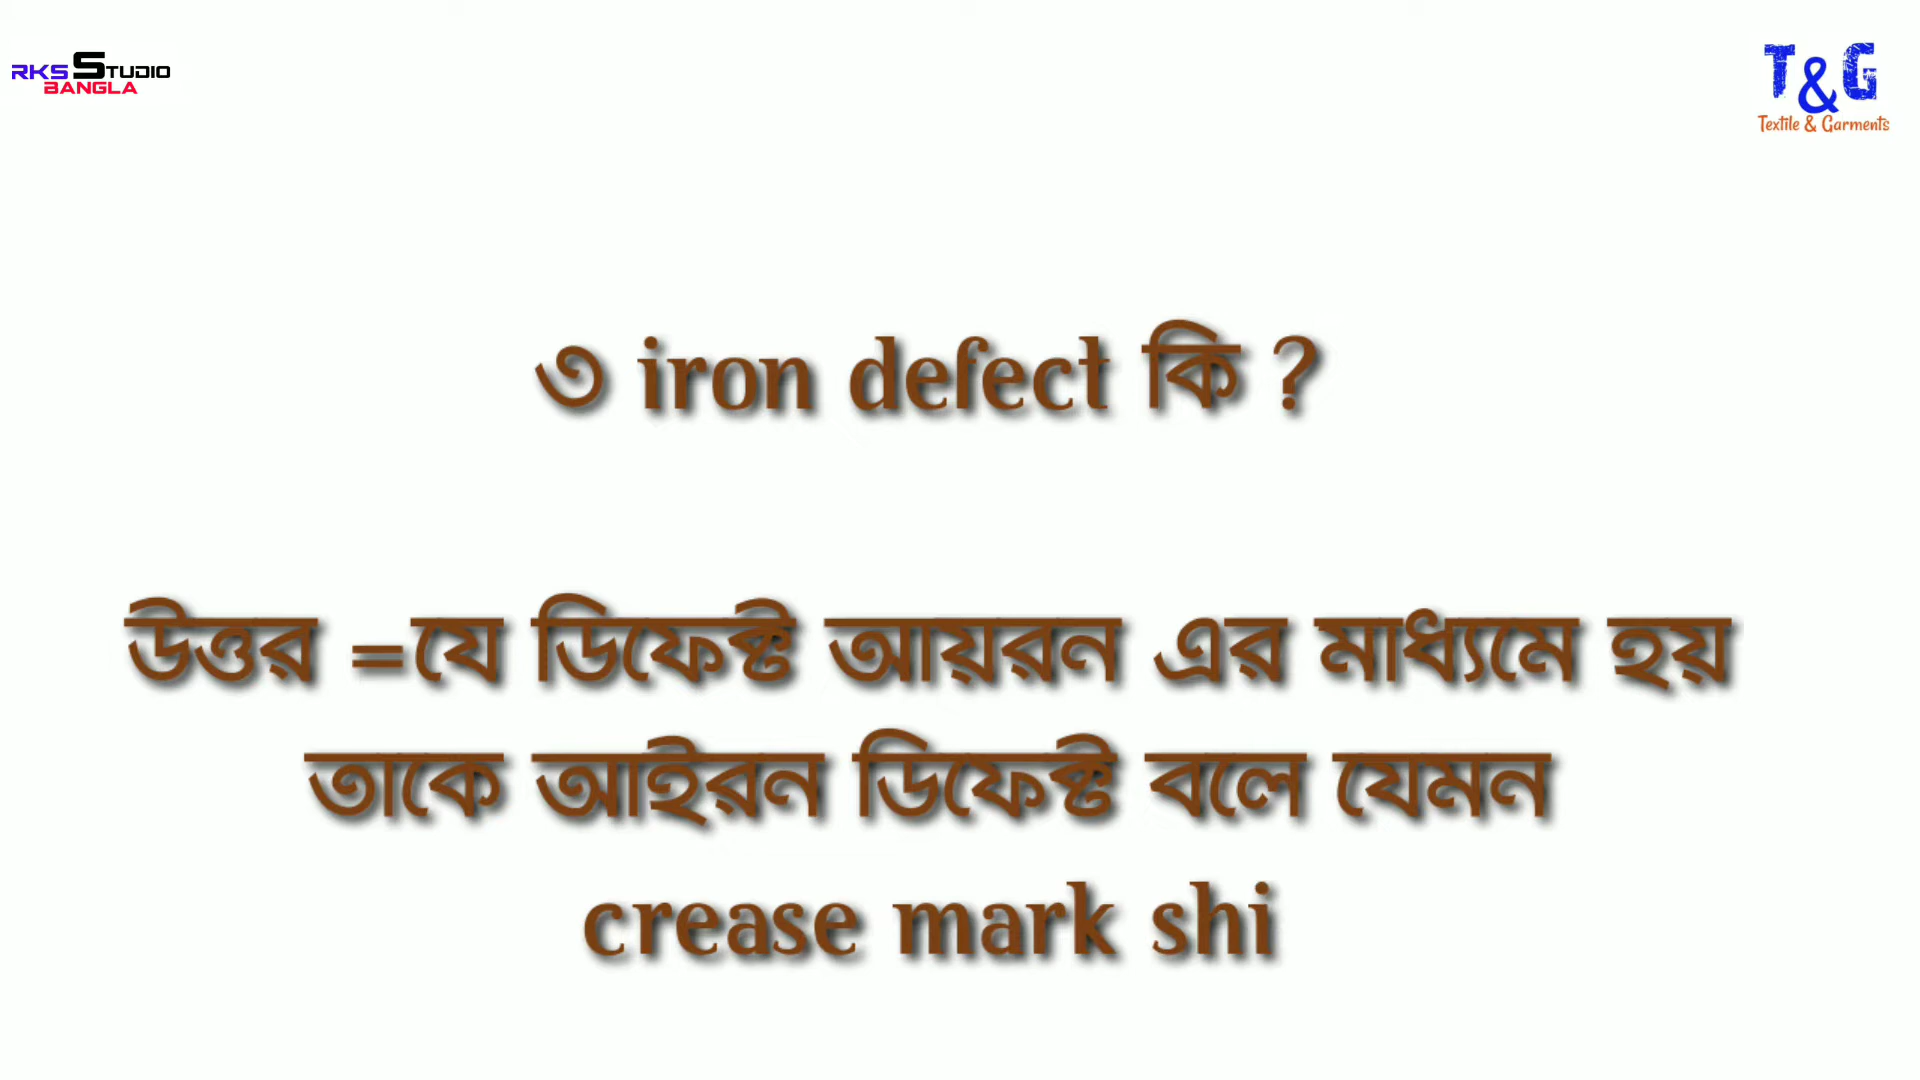 RKS STUDIO
BANGLA
T&G
Textile & Garments
৩ iron defect কি ?
উত্তর =যে ডিফেক্ট আয়রন এর মাধ্যমে হয়
তাকে আইরন ডিফেক্ট বলে যেমন
crease mark shi